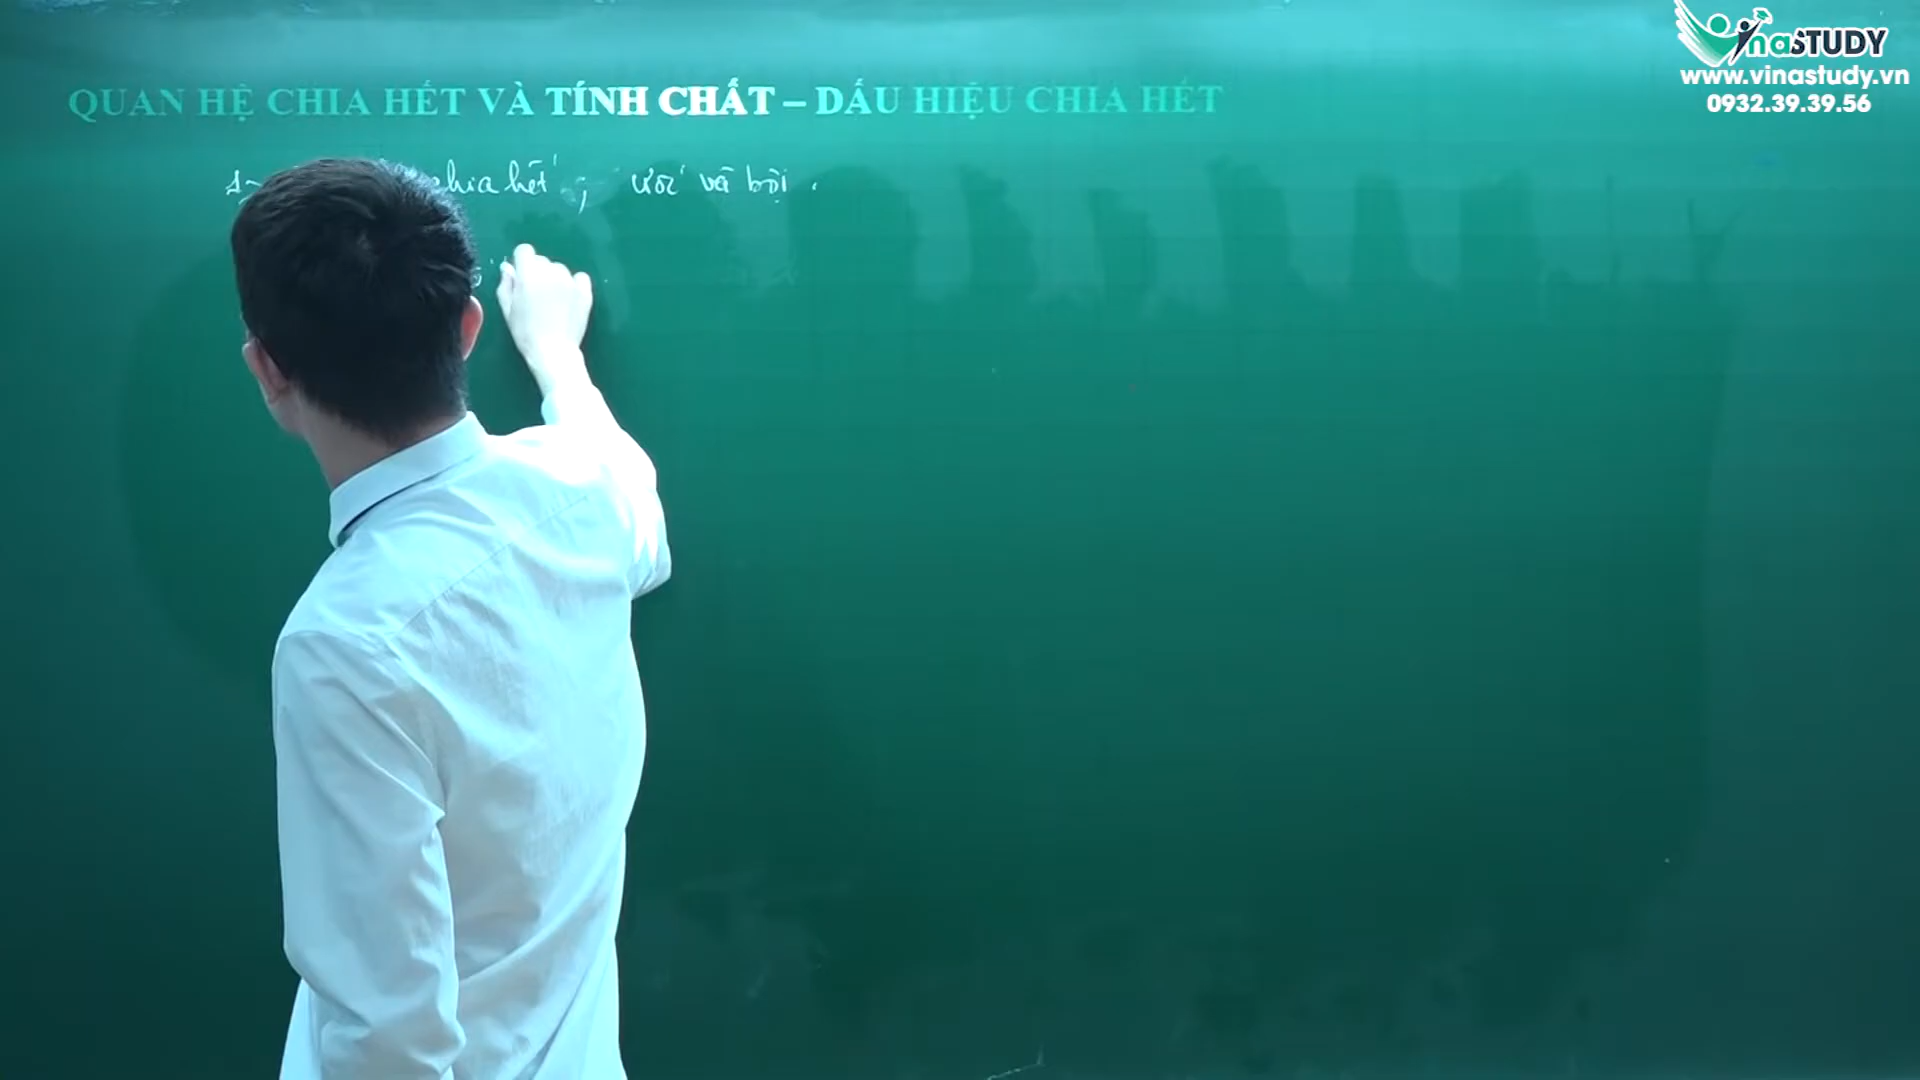 VinaSTUDY
www.vinastudy.vn
0932.39.39.56
QUAN HỆ CHIA HẾT VÀ TÍNH CHẤT – DẤU HIỆU CHIA HẾT
chia hết ; ước và bội .